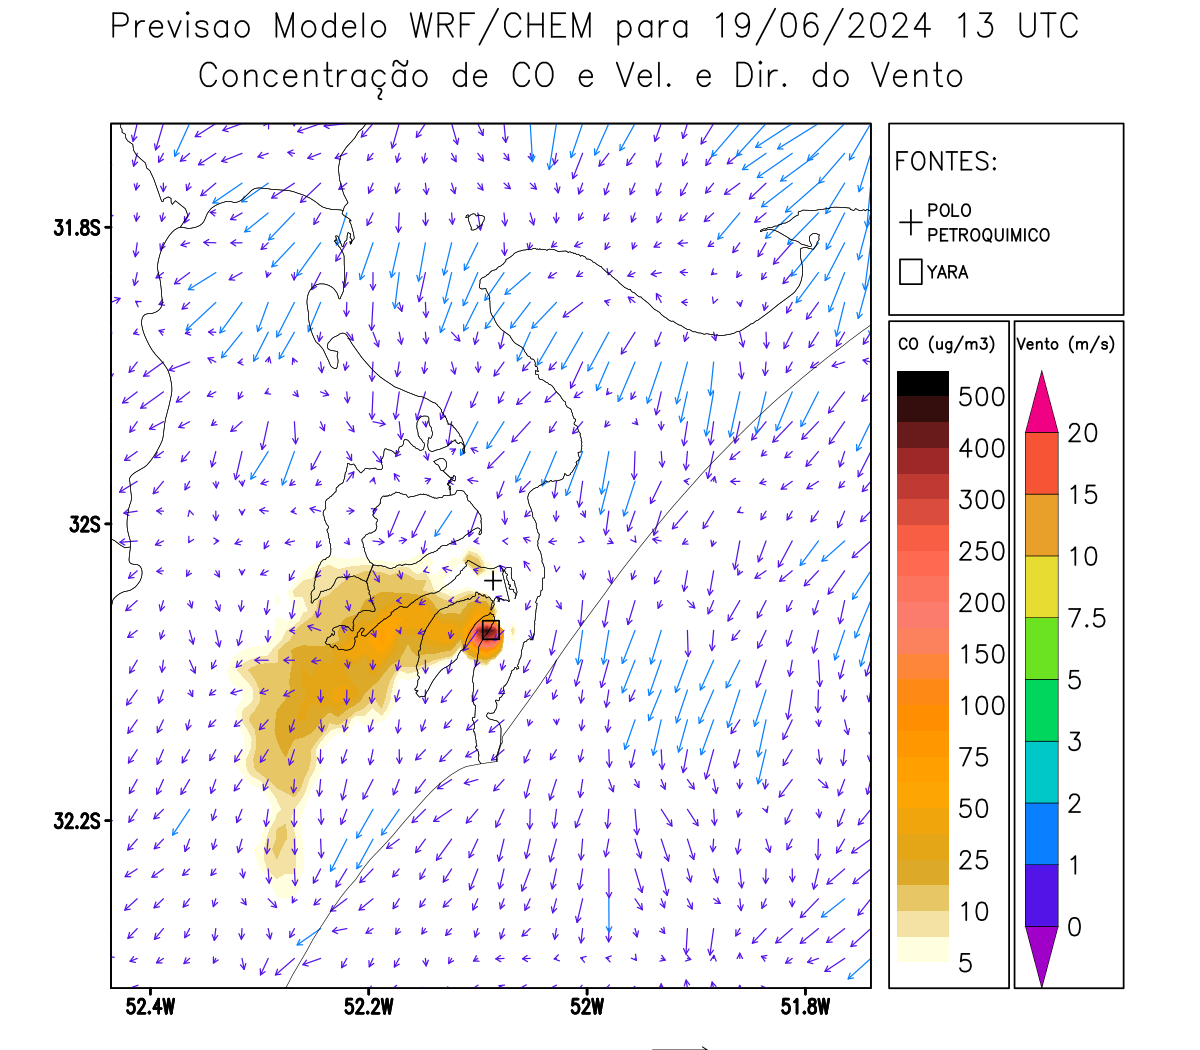 Previsao Modelo WRF/CHEM para 19/06/2024 13 UTC
Concentração de CO e Vel. e Dir. do Vento
FONTES:
POLO
PETROQUIMICO
YARA
CO (ug/m3)
500
400
300
250
200
150
100
75
50
25
10
5
Vento (m/s)
20
15
10
7.5
5
3
2
1
0
31.8S
32S
32.2S
52.4W
52.2W
52W
51.8W